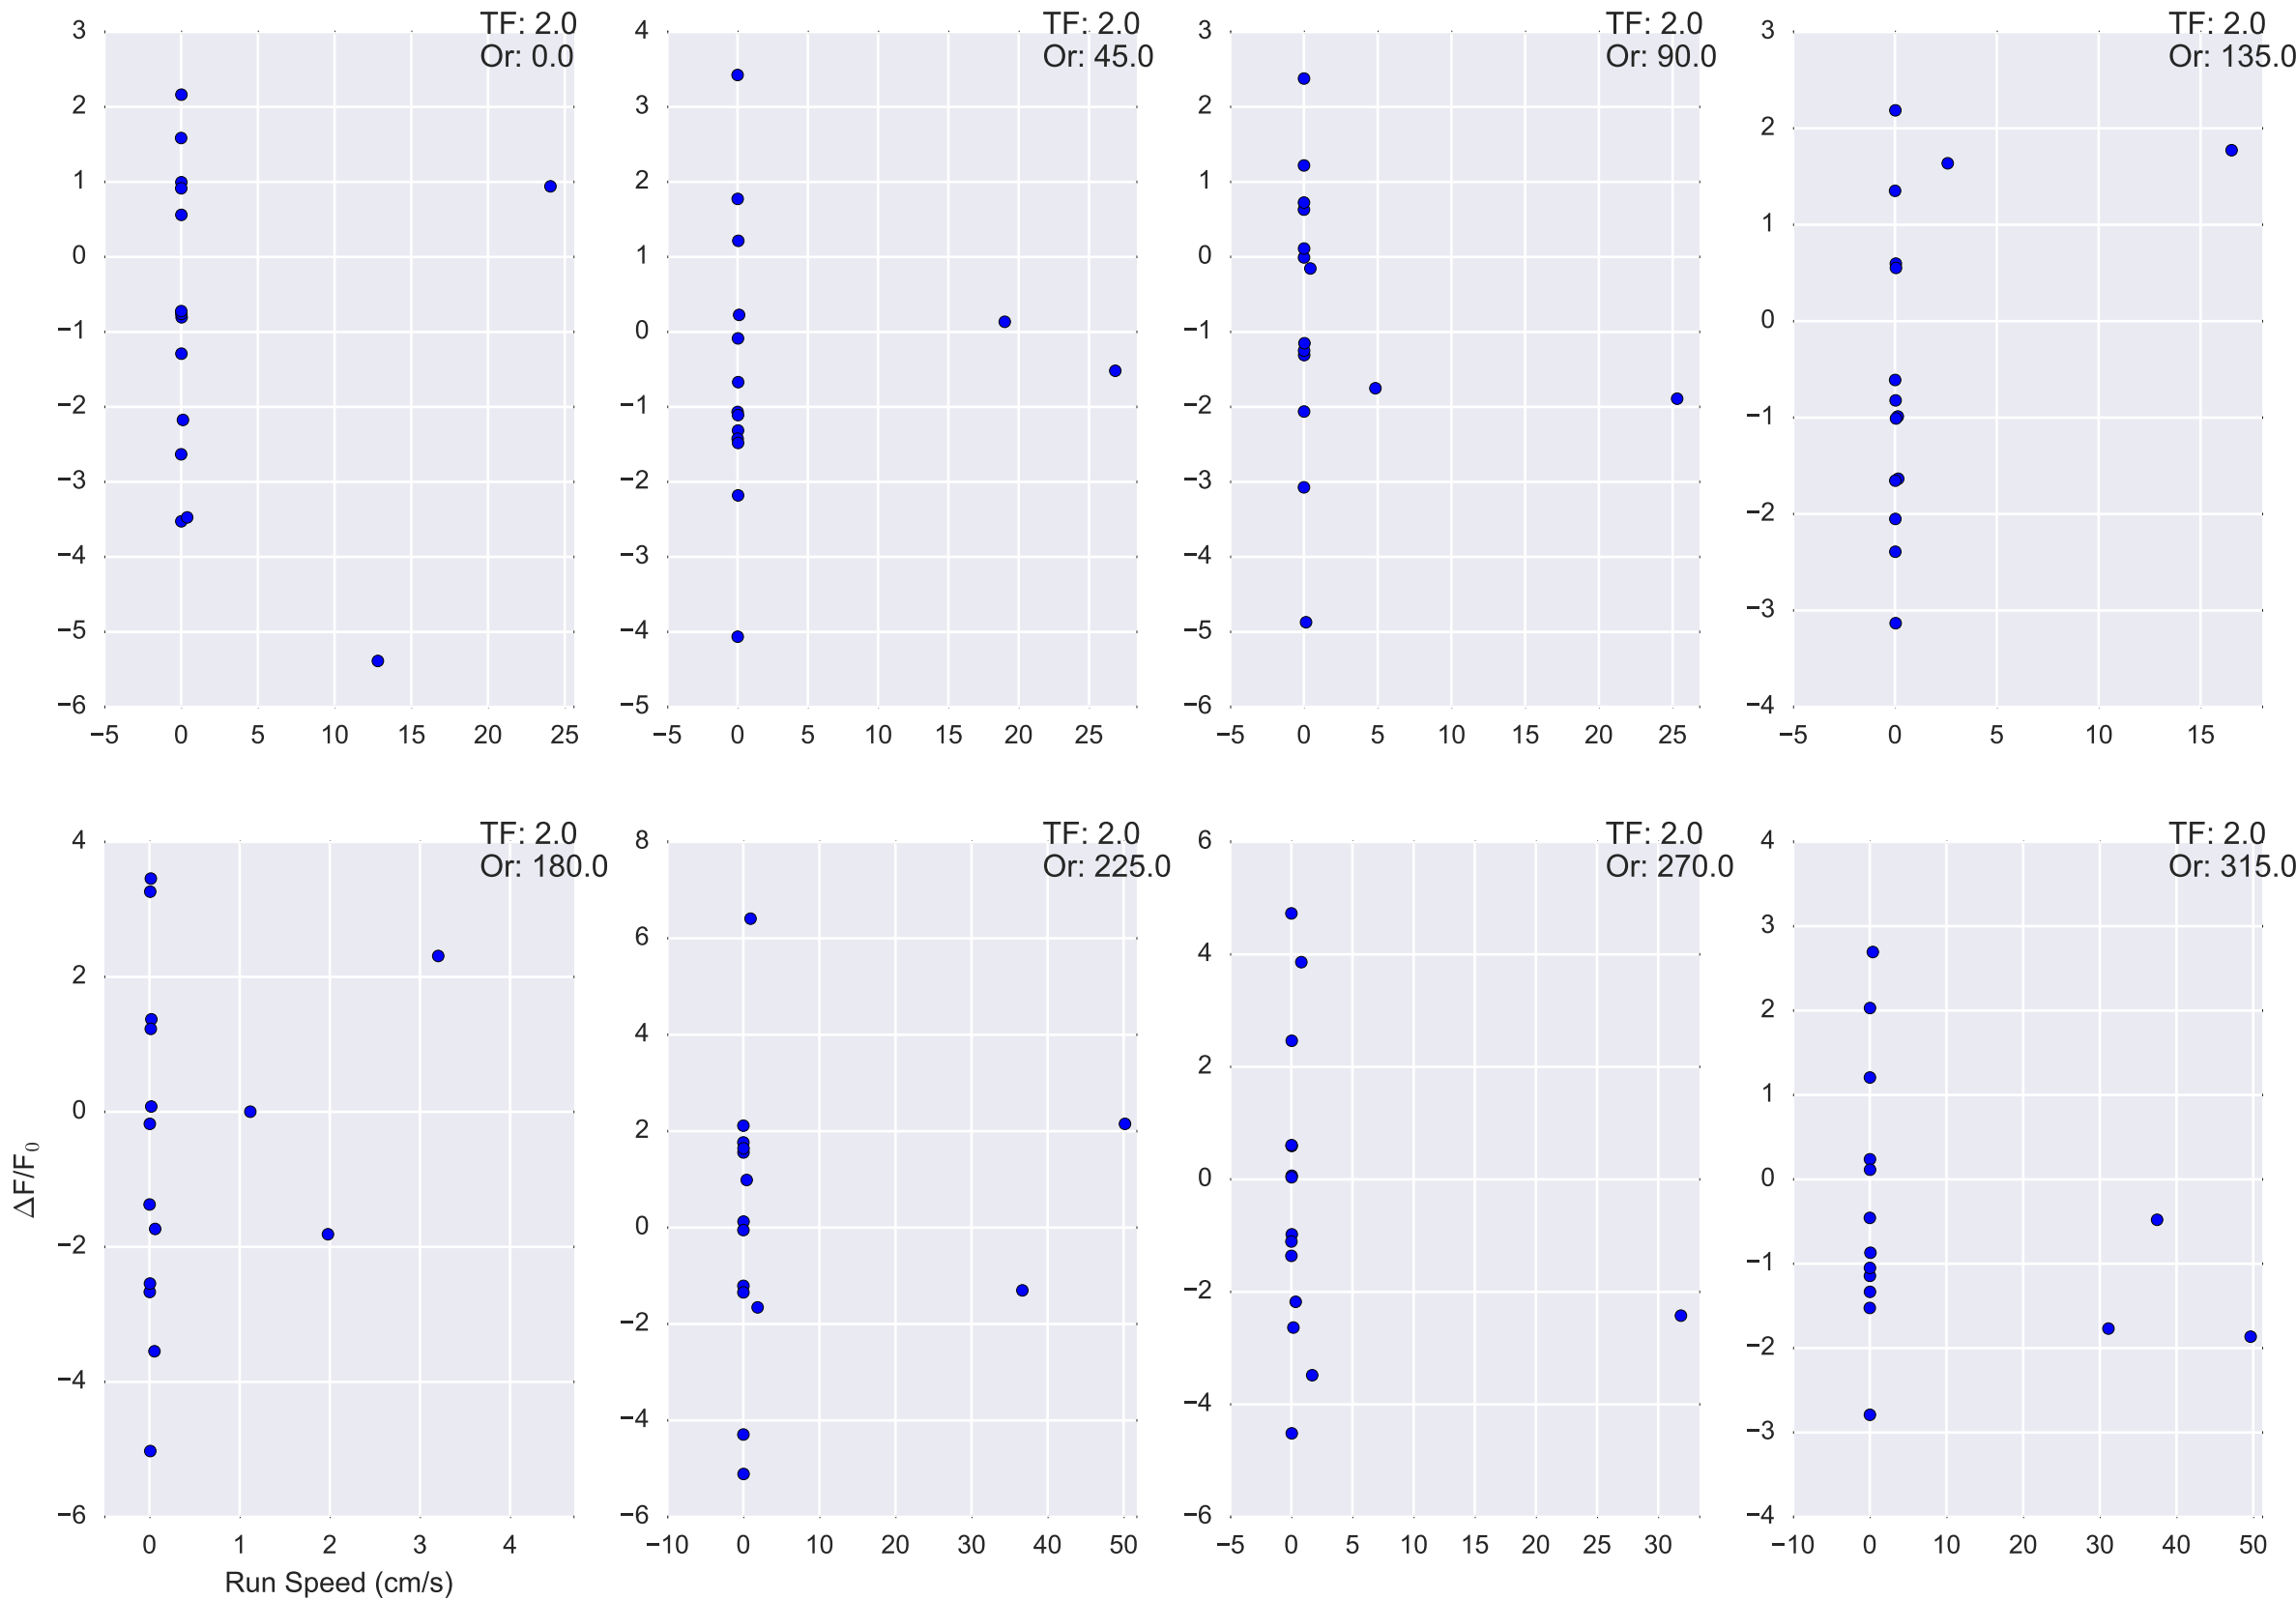 TF: 2.0
Or: 0.0
3
2
1
0
−1
−2
−3
−4
−5
−6
−5 0 5 10 15 20 25
TF: 2.0
Or: 45.0
4
3
2
1
0
−1
−2
−3
−4
−5
−5 0 5 10 15 20 25
TF: 2.0
Or: 90.0
3
2
1
0
−1
−2
−3
−4
−5
−6
−5 0 5 10 15 20 25
TF: 2.0
Or: 135.0
3
2
1
0
−1
−2
−3
−4
−5 0 5 10 15
TF: 2.0
Or: 180.0
4
2
0
−2
−4
−6
0 1 2 3 4
ΔF/F₀
Run Speed (cm/s)
TF: 2.0
Or: 225.0
8
6
4
2
0
−2
−4
−6
−10 0 10 20 30 40 50
TF: 2.0
Or: 270.0
6
4
2
0
−2
−4
−6
−5 0 5 10 15 20 25 30
TF: 2.0
Or: 315.0
4
3
2
1
0
−1
−2
−3
−4
−10 0 10 20 30 40 50